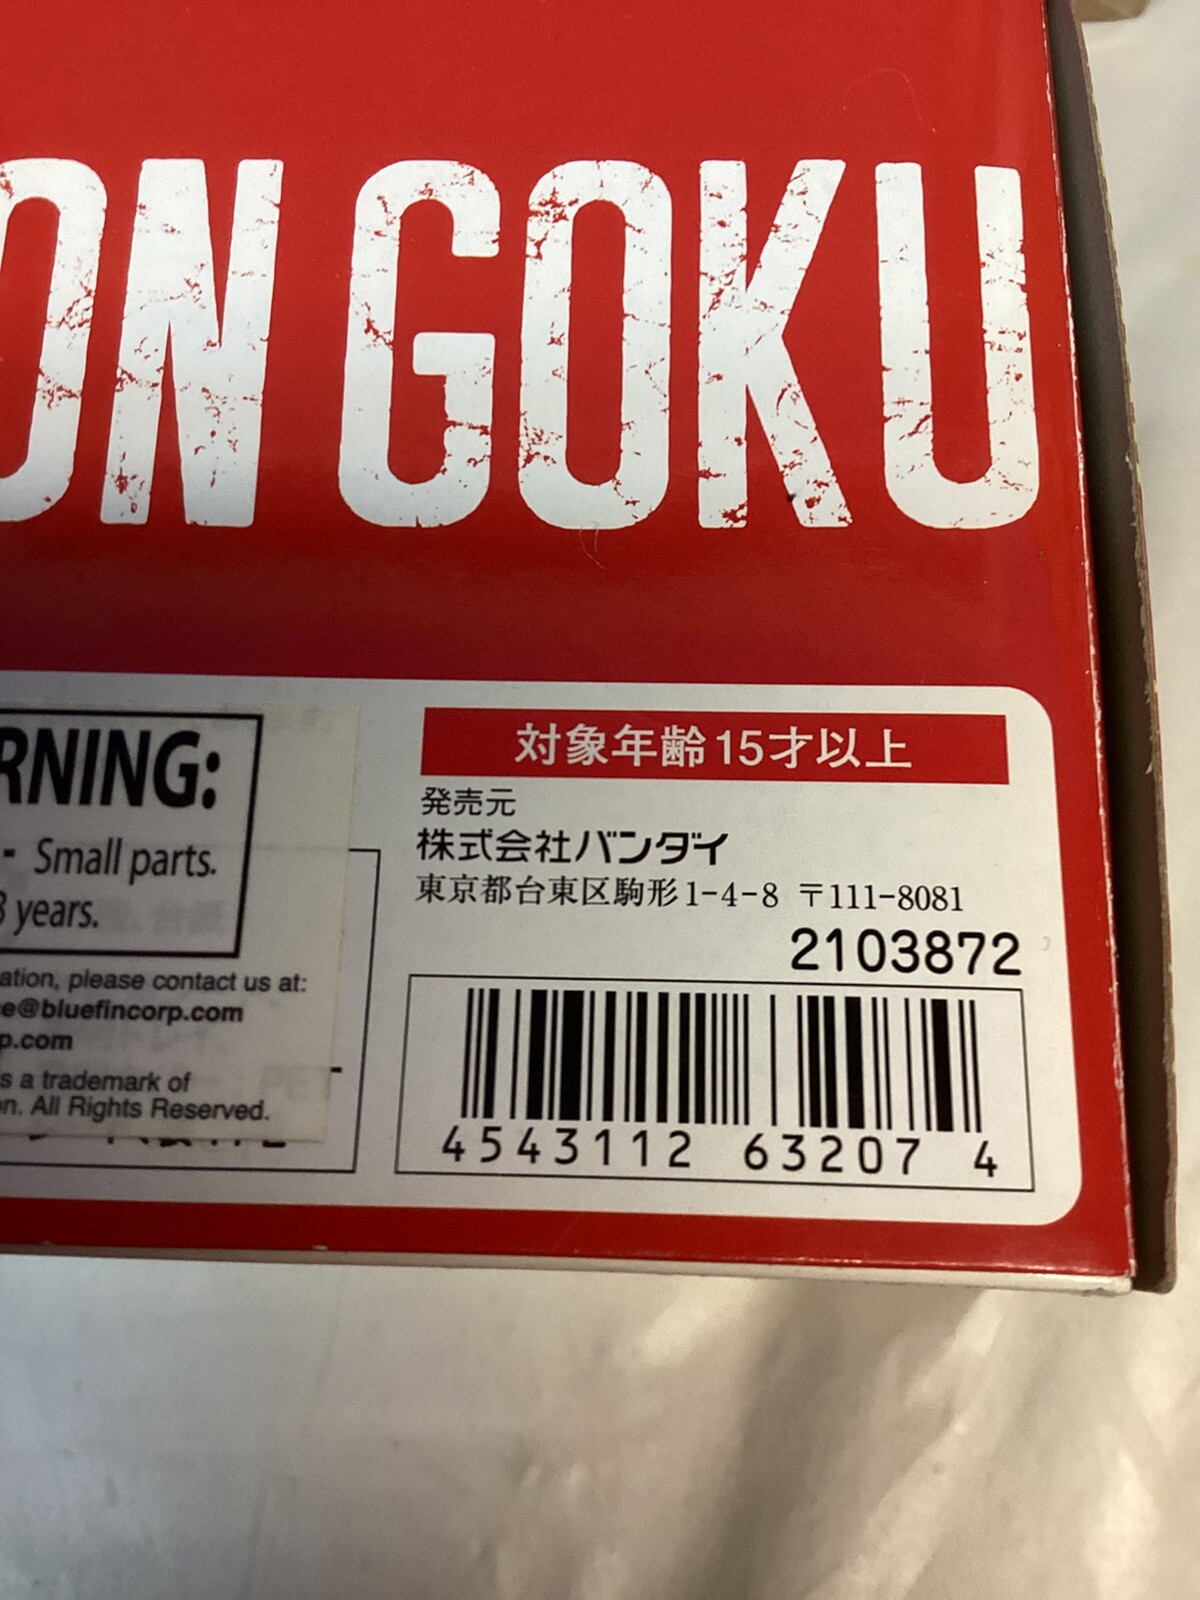 ON GOKU
RNING:
- Small parts.
3 years.
ation, please contact us at:
e@bluefincorp.com
p.com
s a trademark of
n. All Rights Reserved.
対象年齢15才以上
発売元
株式会社バンダイ
東京都台東区駒形1-4-8 〒111-8081
2103872
4543112 63207 4